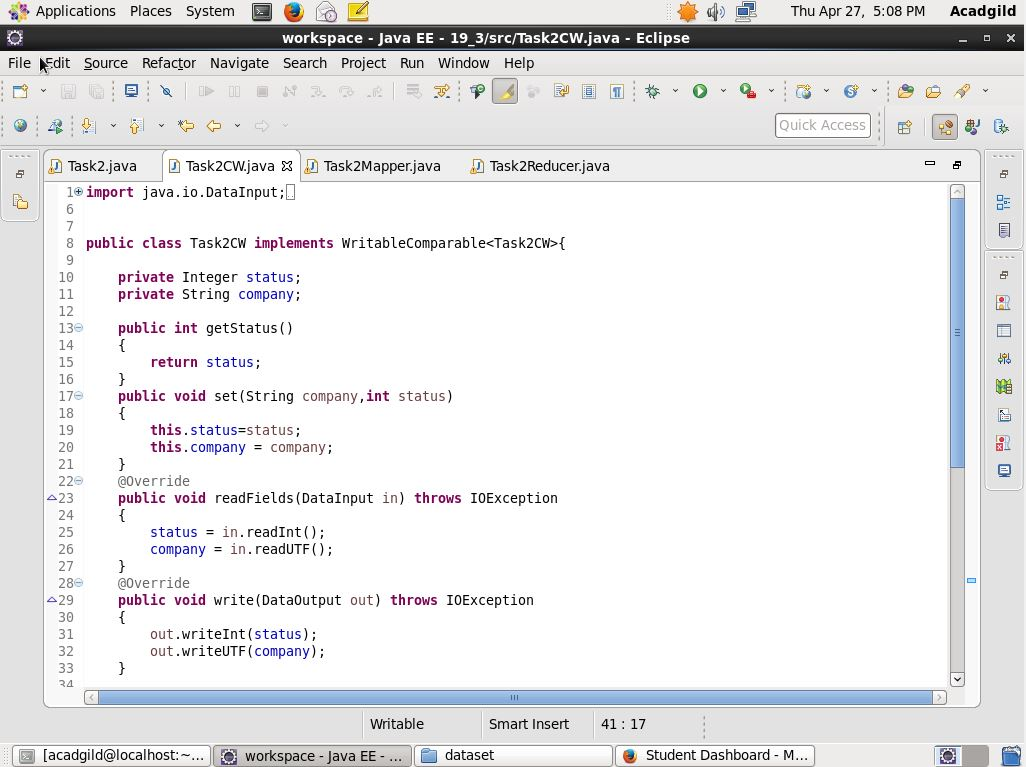 Applications Places System Thu Apr 27, 5:08 PM Acadgild
workspace - Java EE - 19_3/src/Task2CW.java - Eclipse
File Edit Source Refactor Navigate Search Project Run Window Help
Quick Access
Task2.java Task2CW.java Task2Mapper.java Task2Reducer.java
1 import java.io.DataInput;
6
7
8 public class Task2CW implements WritableComparable<Task2CW>{
9
10     private Integer status;
11     private String company;
12
13     public int getStatus()
14     {
15         return status;
16     }
17     public void set(String company,int status)
18     {
19         this.status=status;
20         this.company = company;
21     }
22     @Override
23     public void readFields(DataInput in) throws IOException
24     {
25         status = in.readInt();
26         company = in.readUTF();
27     }
28     @Override
29     public void write(DataOutput out) throws IOException
30     {
31         out.writeInt(status);
32         out.writeUTF(company);
33     }
34
Writable Smart Insert 41 : 17
[acadgild@localhost:~... workspace - Java EE - ... dataset Student Dashboard - M...